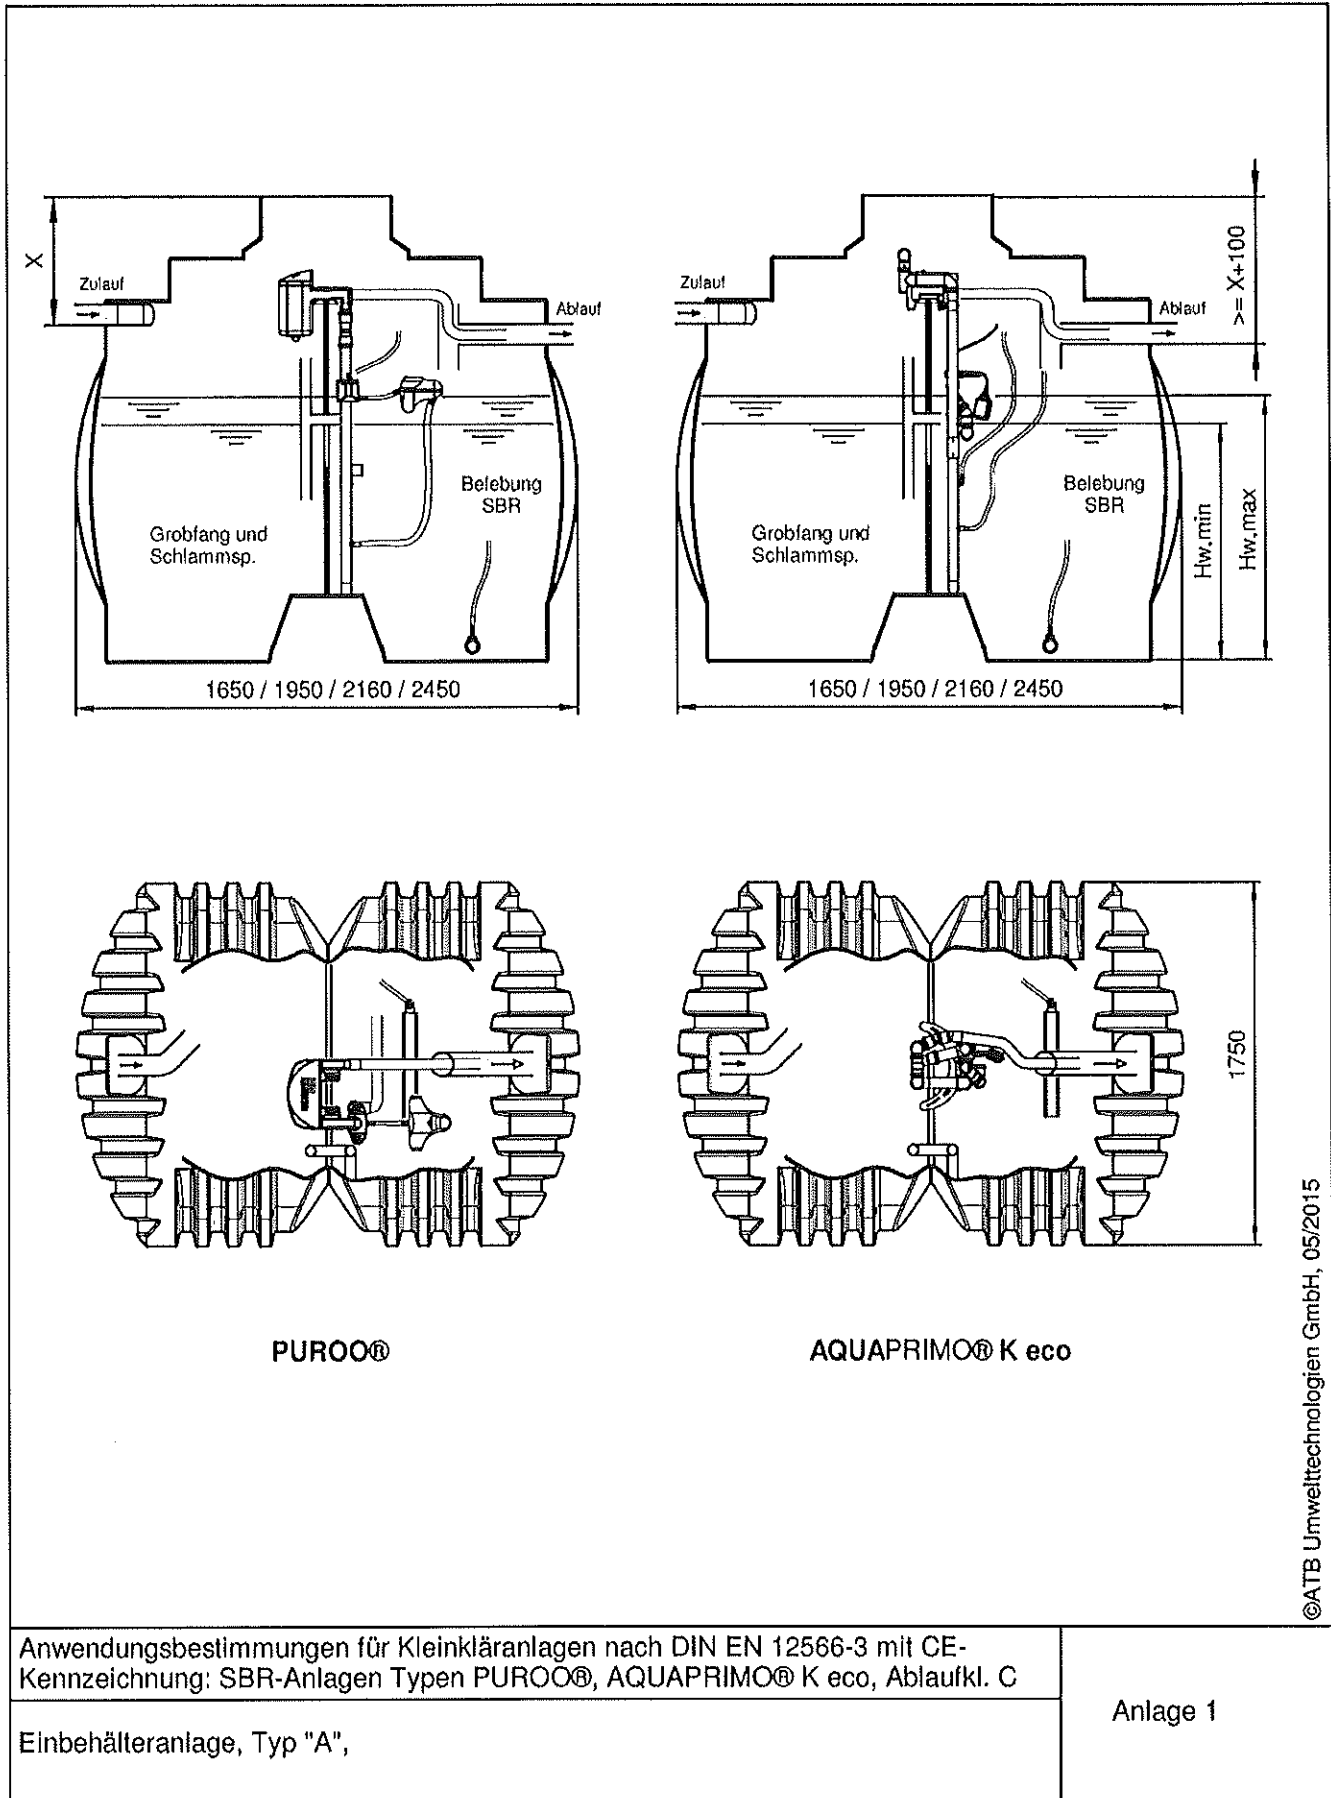 X
Zulauf
Ablauf
Grobfang und
Schlammsp.
Belebung
SBR
1650 / 1950 / 2160 / 2450
Zulauf
Ablauf
>= X+100
Grobfang und
Schlammsp.
Belebung
SBR
Hw,min
Hw,max
1650 / 1950 / 2160 / 2450
1750
PUROO®
AQUAPRIMO® K eco
©ATB Umwelttechnologien GmbH, 05/2015
Anwendungsbestimmungen für Kleinkläranlagen nach DIN EN 12566-3 mit CE-
Kennzeichnung: SBR-Anlagen Typen PUROO®, AQUAPRIMO® K eco, Ablaufkl. C
Einbehälteranlage, Typ "A",
Anlage 1